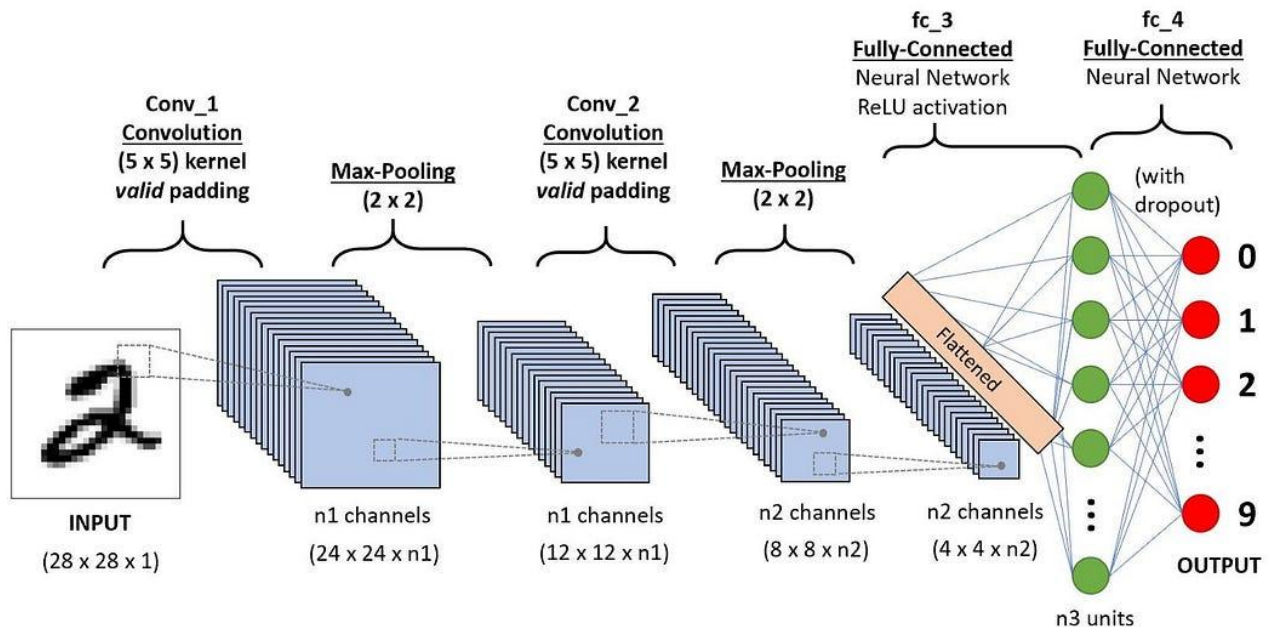 Conv_1
Convolution
(5 x 5) kernel
valid padding
Max-Pooling
(2 x 2)
Conv_2
Convolution
(5 x 5) kernel
valid padding
Max-Pooling
(2 x 2)
fc_3
Fully-Connected
Neural Network
ReLU activation
fc_4
Fully-Connected
Neural Network
(with
dropout)
Flattened
0
1
2
9
OUTPUT
2
INPUT
(28 x 28 x 1)
n1 channels
(24 x 24 x n1)
n1 channels
(12 x 12 x n1)
n2 channels
(8 x 8 x n2)
n2 channels
(4 x 4 x n2)
n3 units